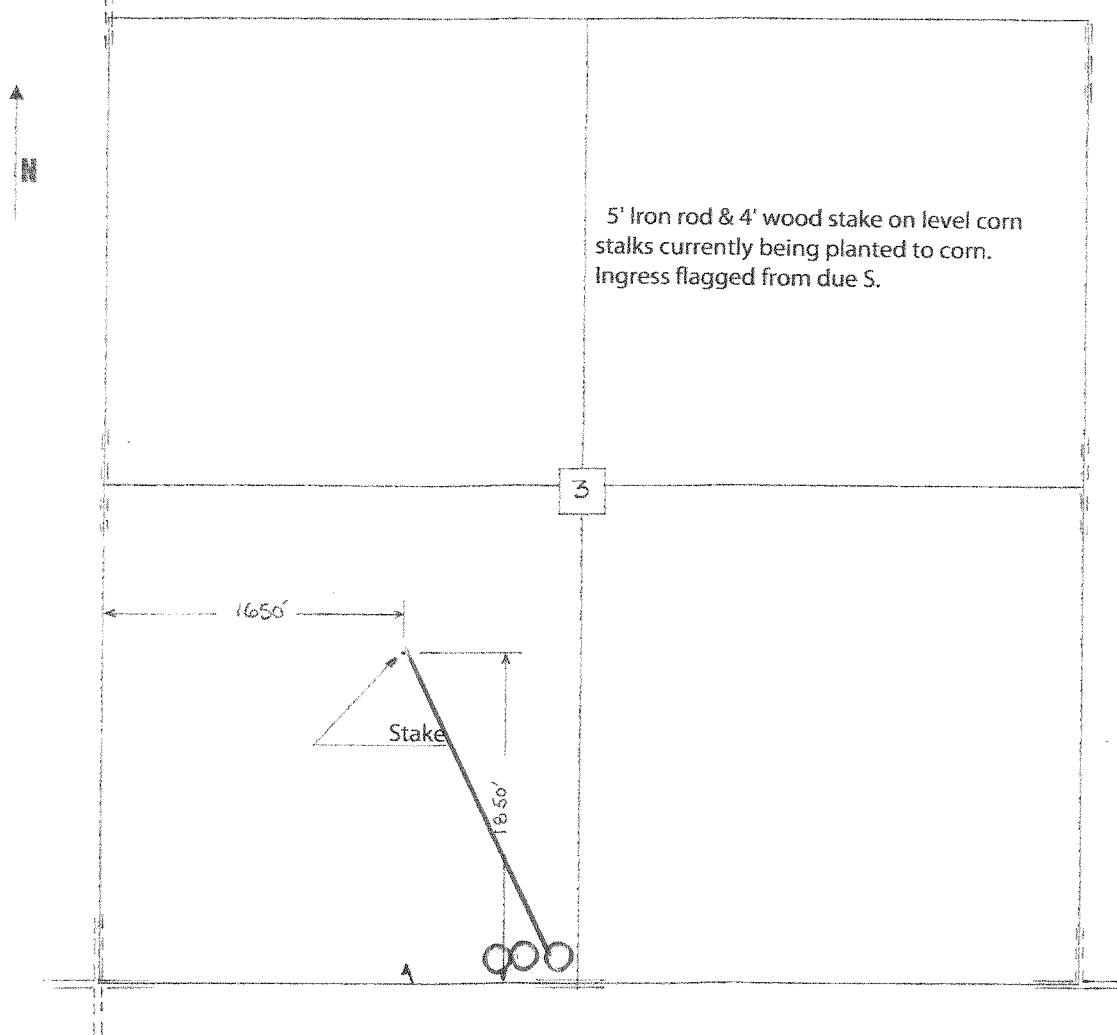 N
5' Iron rod & 4' wood stake on level corn
stalks currently being planted to corn.
Ingress flagged from due S.
3
1650'
Stake
1850'